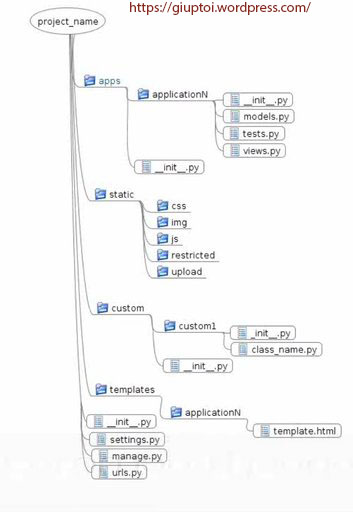 https://giuptoi.wordpress.com/
project_name
apps
applicationN
__init__.py
models.py
tests.py
views.py
__init__.py
static
css
img
js
restricted
upload
custom
custom1
_init__.py
class_name.py
__init__.py
templates
applicationN
template.html
__init__.py
settings.py
manage.py
urls.py